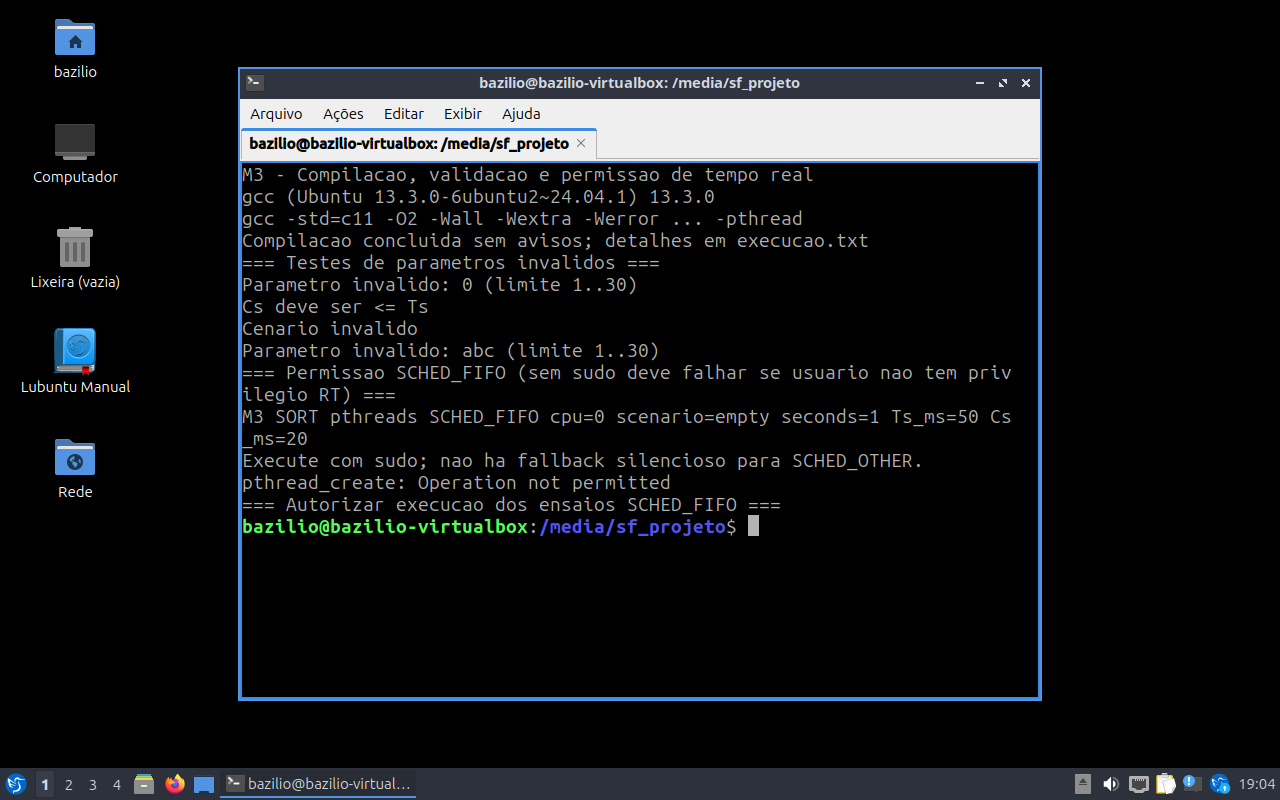 bazilio
Computador
Lixeira (vazia)
Lubuntu Manual
Rede
bazilio@bazilio-virtualbox: /media/sf_projeto
Arquivo Ações Editar Exibir Ajuda
bazilio@bazilio-virtualbox: /media/sf_projeto
M3 - Compilacao, validacao e permissao de tempo real
gcc (Ubuntu 13.3.0-6ubuntu2~24.04.1) 13.3.0
gcc -std=c11 -O2 -Wall -Wextra -Werror ... -pthread
Compilacao concluida sem avisos; detalhes em execucao.txt
=== Testes de parametros invalidos ===
Parametro invalido: 0 (limite 1..30)
Cs deve ser <= Ts
Cenario invalido
Parametro invalido: abc (limite 1..30)
=== Permissao SCHED_FIFO (sem sudo deve falhar se usuario nao tem priv
ilegio RT) ===
M3 SORT pthreads SCHED_FIFO cpu=0 scenario=empty seconds=1 Ts_ms=50 Cs
_ms=20
Execute com sudo; nao ha fallback silencioso para SCHED_OTHER.
pthread_create: Operation not permitted
=== Autorizar execucao dos ensaios SCHED_FIFO ===
bazilio@bazilio-virtualbox:/media/sf_projeto$
1 2 3 4 bazilio@bazilio-virtual... 19:04